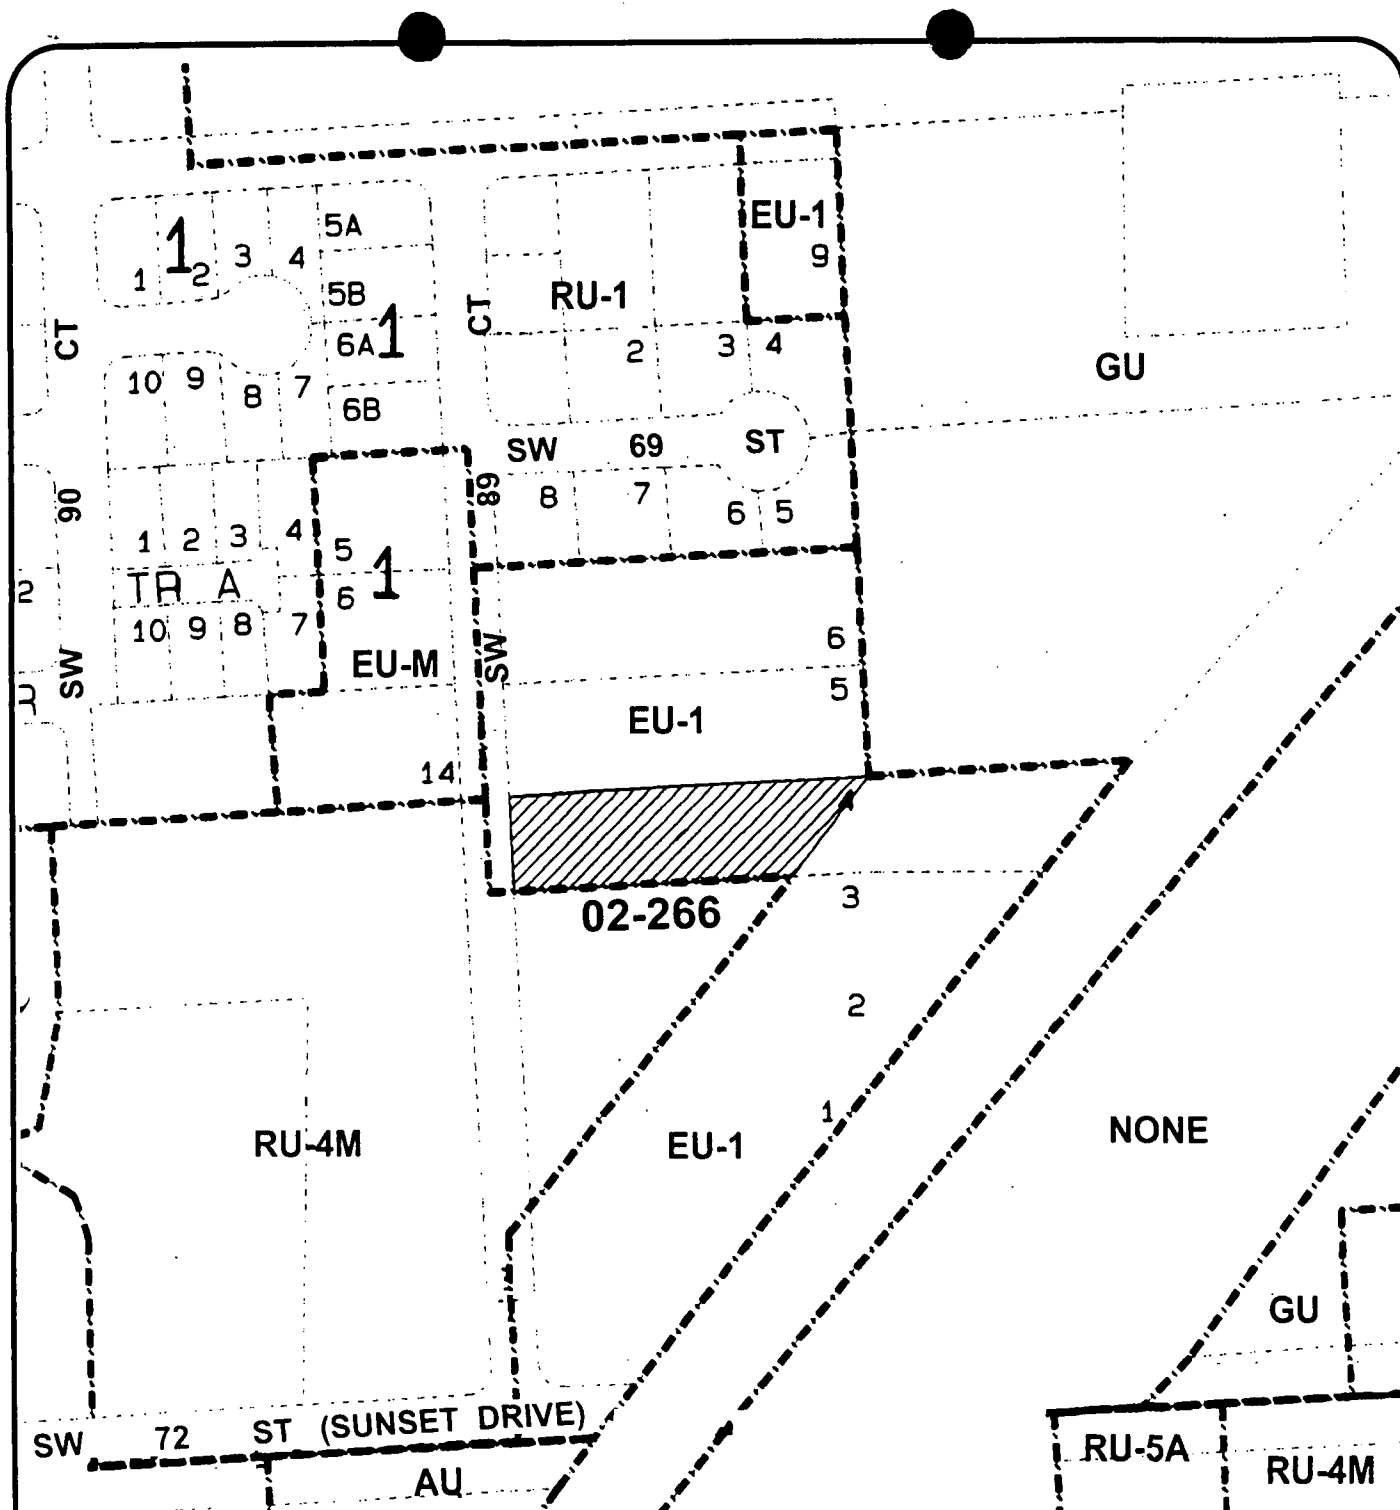 EU-1
9
5A
1
1 2 3 4
5B
CT
RU-1
CT
6A 1
2 3 4
GU
10 9 8 7
6B
SW 69 ST
90
89
8 7 6 5
1 2 3 4
5
TR A
1
6
10 9 8 7
6
SW
EU-M
SW
5
EU-1
14
02-266
3
2
1
RU-4M
EU-1
NONE
GU
SW 72 ST (SUNSET DRIVE)
AU
RU-5A
RU-4M